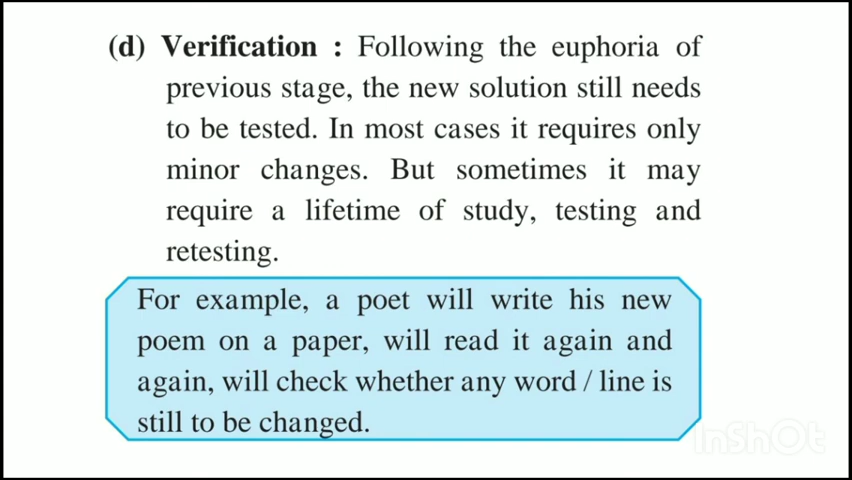 (d) Verification : Following the euphoria of
previous stage, the new solution still needs
to be tested. In most cases it requires only
minor changes. But sometimes it may
require a lifetime of study, testing and
retesting.
For example, a poet will write his new
poem on a paper, will read it again and
again, will check whether any word / line is
still to be changed.
InShOt